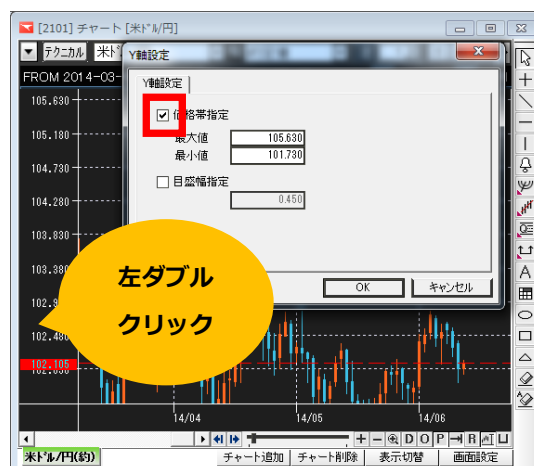 [2101] チャート [米ドル/円]
テクニカル
Y軸設定
FROM 2014-03-
Y軸設定
価格帯指定
最大値 105.630
最小値 101.730
目盛幅指定
0.450
OK キャンセル
105.630
105.180
104.730
104.280
103.830
103.380
102.480
102.105
左ダブル
クリック
14/04 14/05 14/06
D O P R
米ドル/円(約)
チャート追加 チャート削除 表示切替 画面設定